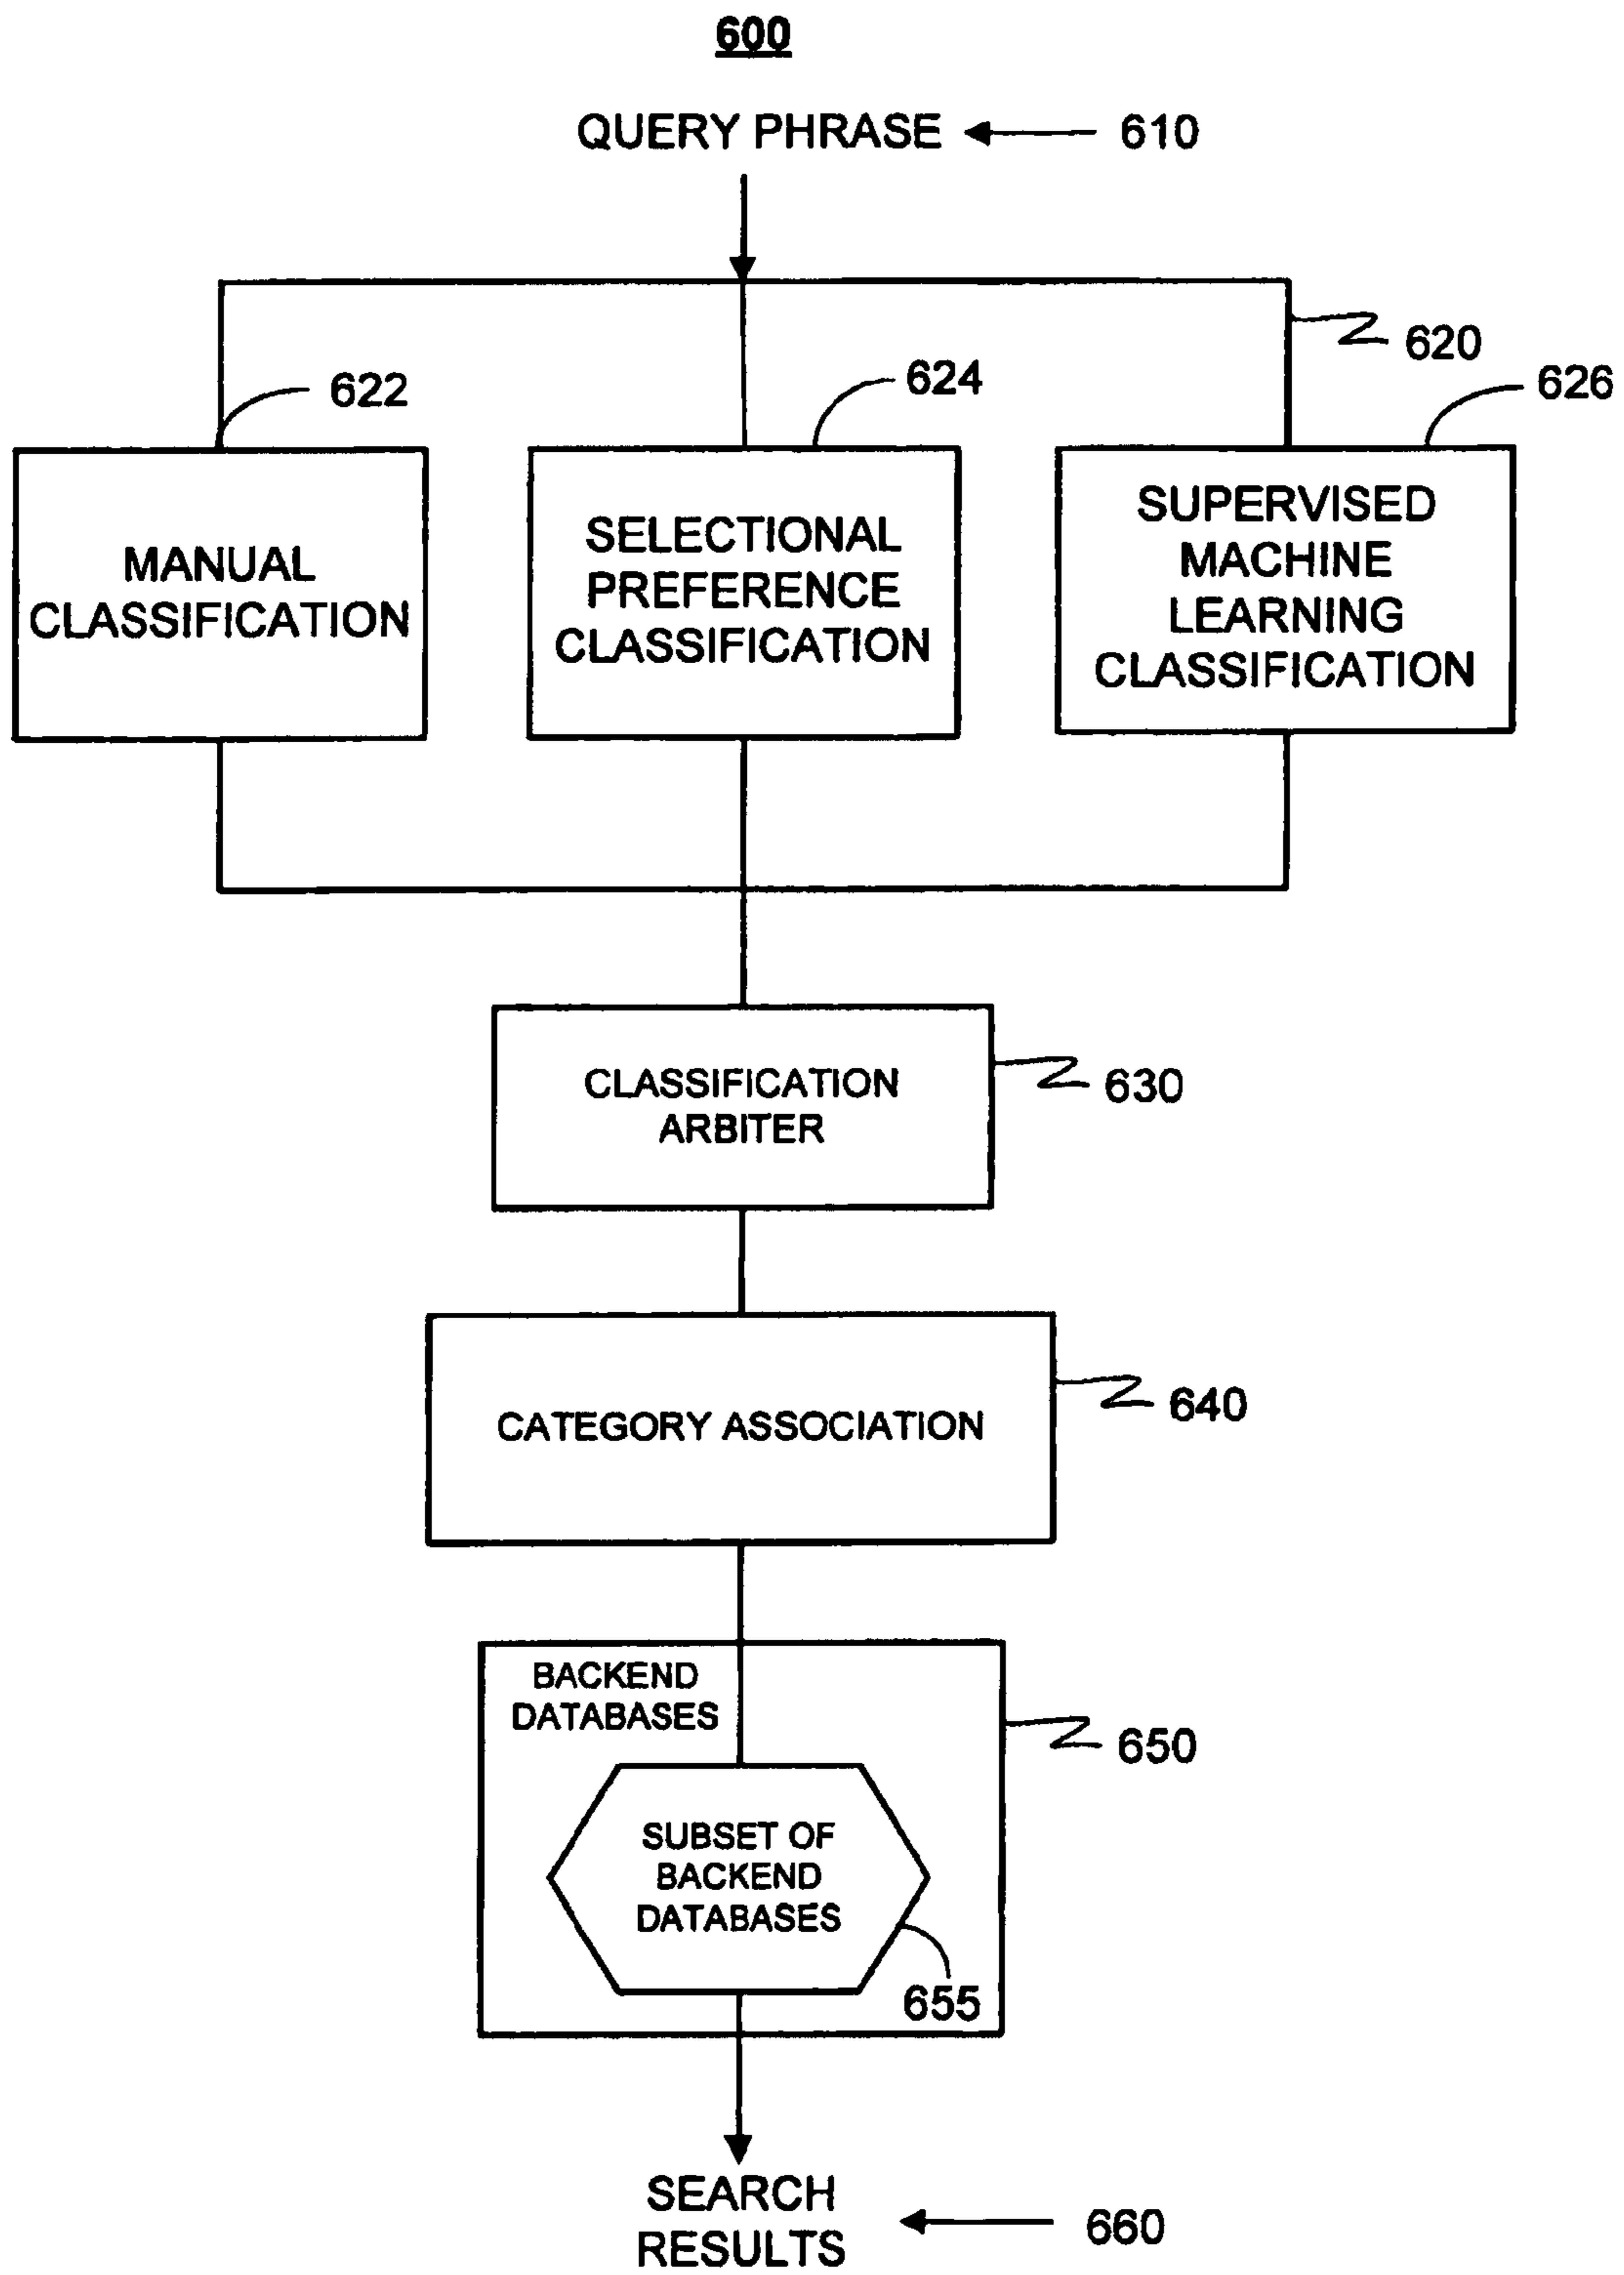 600
QUERY PHRASE
610
620
622
624
626
MANUAL
CLASSIFICATION
SELECTIONAL
PREFERENCE
CLASSIFICATION
SUPERVISED
MACHINE
LEARNING
CLASSIFICATION
CLASSIFICATION
ARBITER
630
CATEGORY ASSOCIATION
640
BACKEND
DATABASES
650
SUBSET OF
BACKEND
DATABASES
655
SEARCH
RESULTS
660